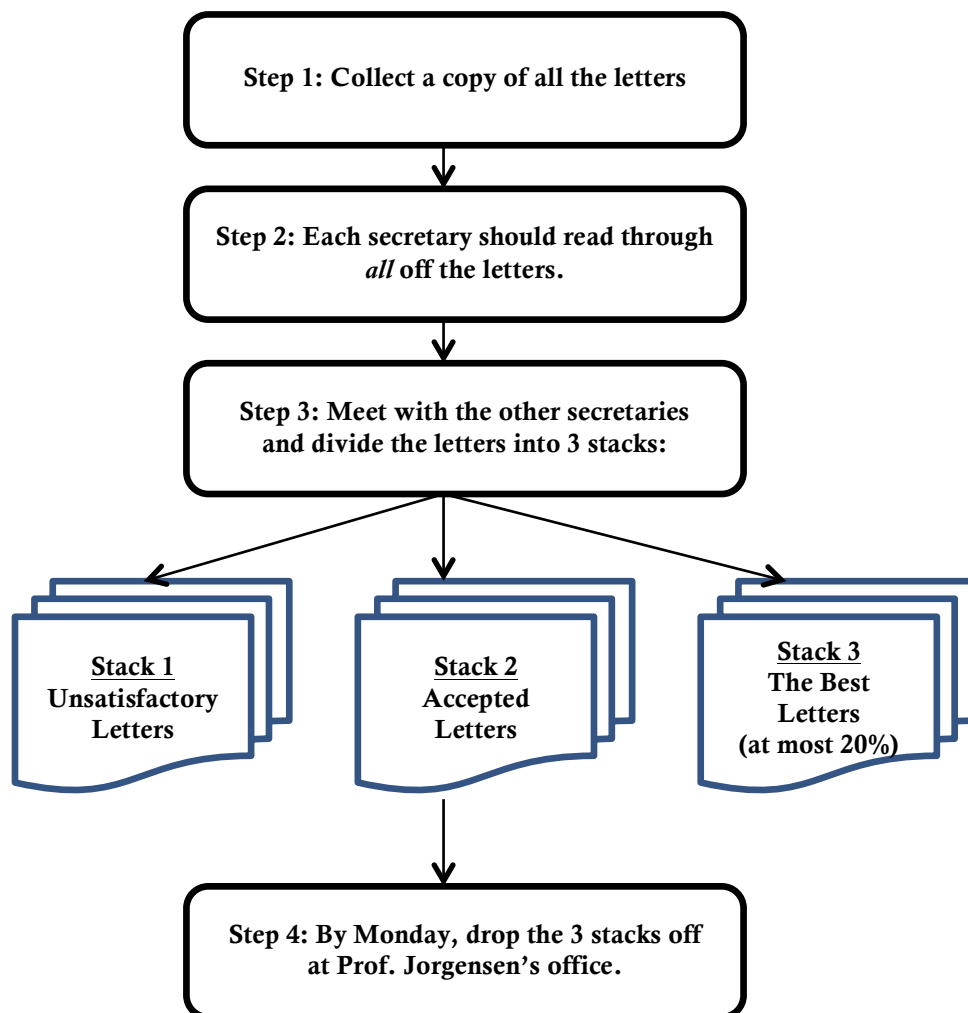 Step 1: Collect a copy of all the letters
Step 2: Each secretary should read through
all off the letters.
Step 3: Meet with the other secretaries
and divide the letters into 3 stacks:
Stack 1
Unsatisfactory
Letters
Stack 2
Accepted
Letters
Stack 3
The Best
Letters
(at most 20%)
Step 4: By Monday, drop the 3 stacks off
at Prof. Jorgensen’s office.